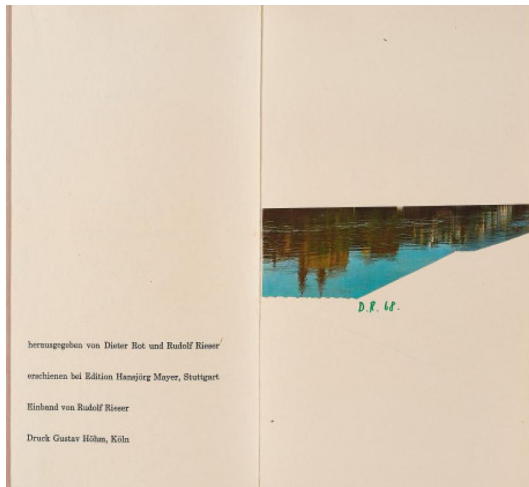 herausgegeben von Dieter Rot und Rudolf Rieser
erschienen bei Edition Hansjörg Mayer, Stuttgart
Einband von Rudolf Rieser
Druck Gustav Höhm, Köln
D.R. 68.